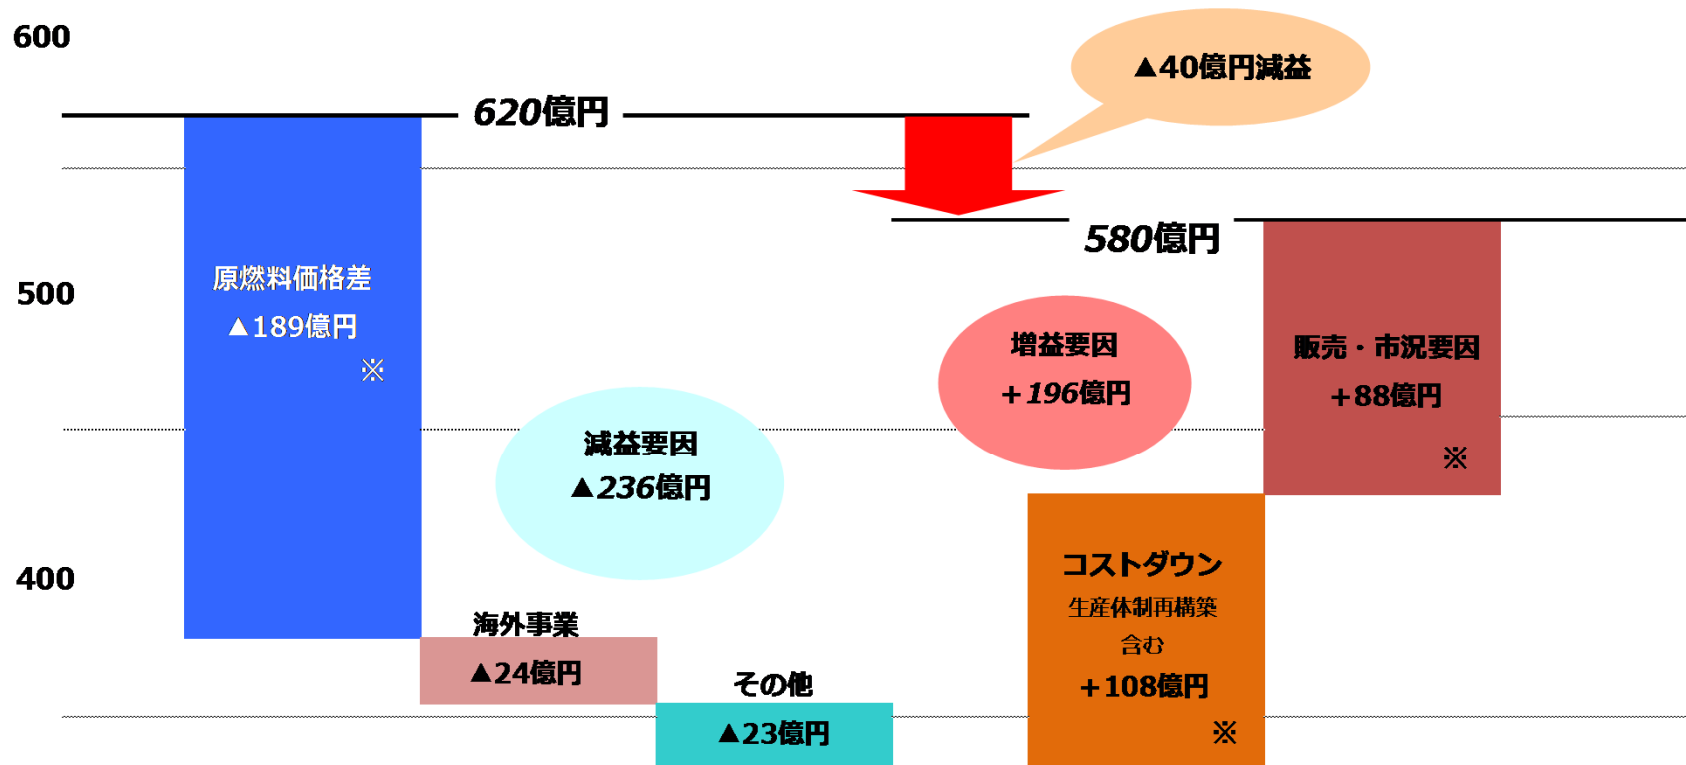 600
▲40億円減益
620億円
580億円
原燃料価格差
▲189億円
※
500
増益要因
+196億円
販売・市況要因
+88億円
※
減益要因
▲236億円
400
コストダウン
生産体制再構築
含む
+108億円
※
海外事業
▲24億円
その他
▲23億円